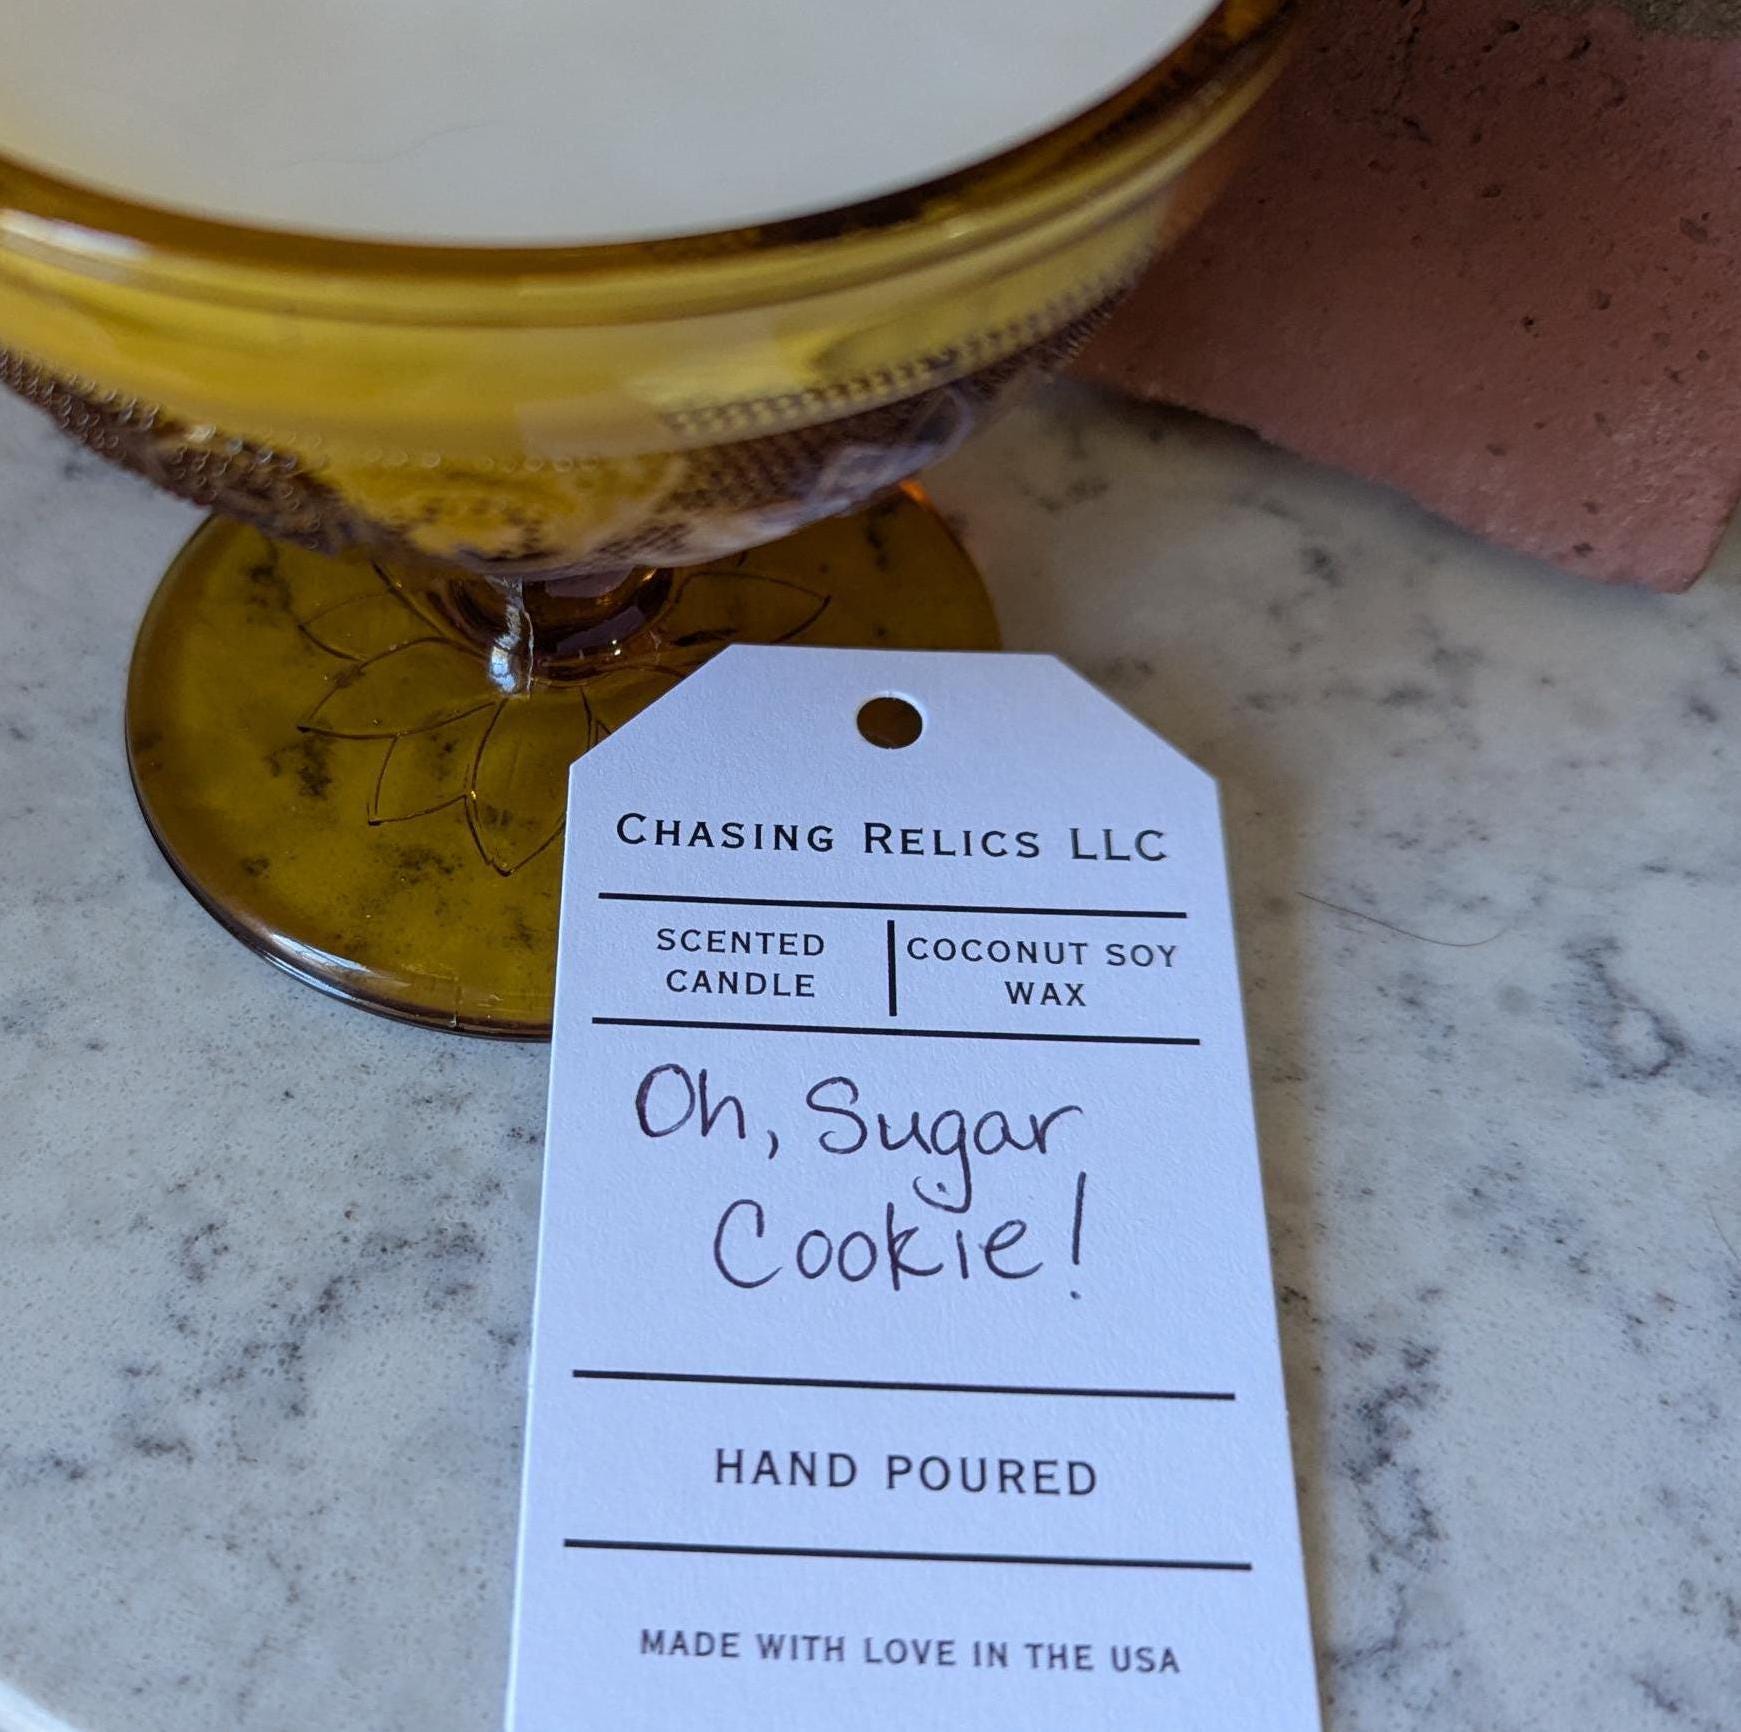 CHASING RELICS LLC
SCENTED
CANDLE
COCONUT SOY
WAX
Oh, Sugar
Cookie!
HAND POURED
MADE WITH LOVE IN THE USA